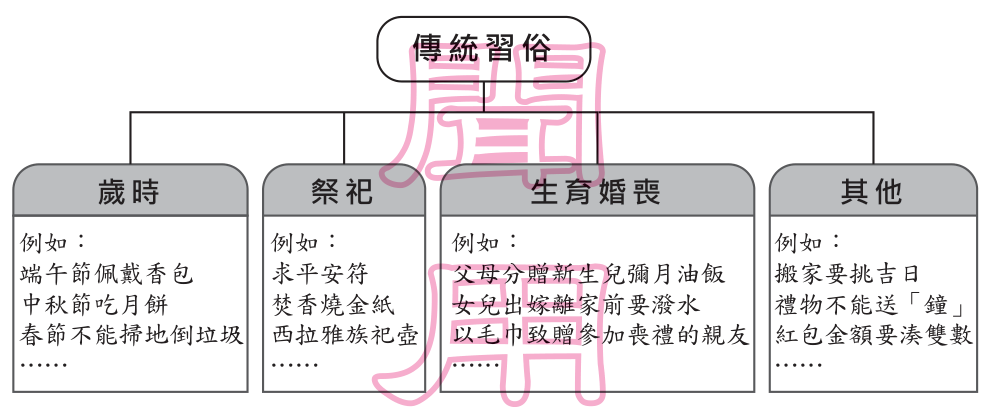 傳統習俗
歲時
例如：
端午節佩戴香包
中秋節吃月餅
春節不能掃地倒垃圾
……
祭祀
例如：
求平安符
焚香燒金紙
西拉雅族祀壺
……
生育婚喪
例如：
父母分贈新生兒彌月油飯
女兒出嫁離家前要潑水
以毛巾致贈參加喪禮的親友
……
其他
例如：
搬家要挑吉日
禮物不能送「鐘」
紅包金額要湊雙數
……